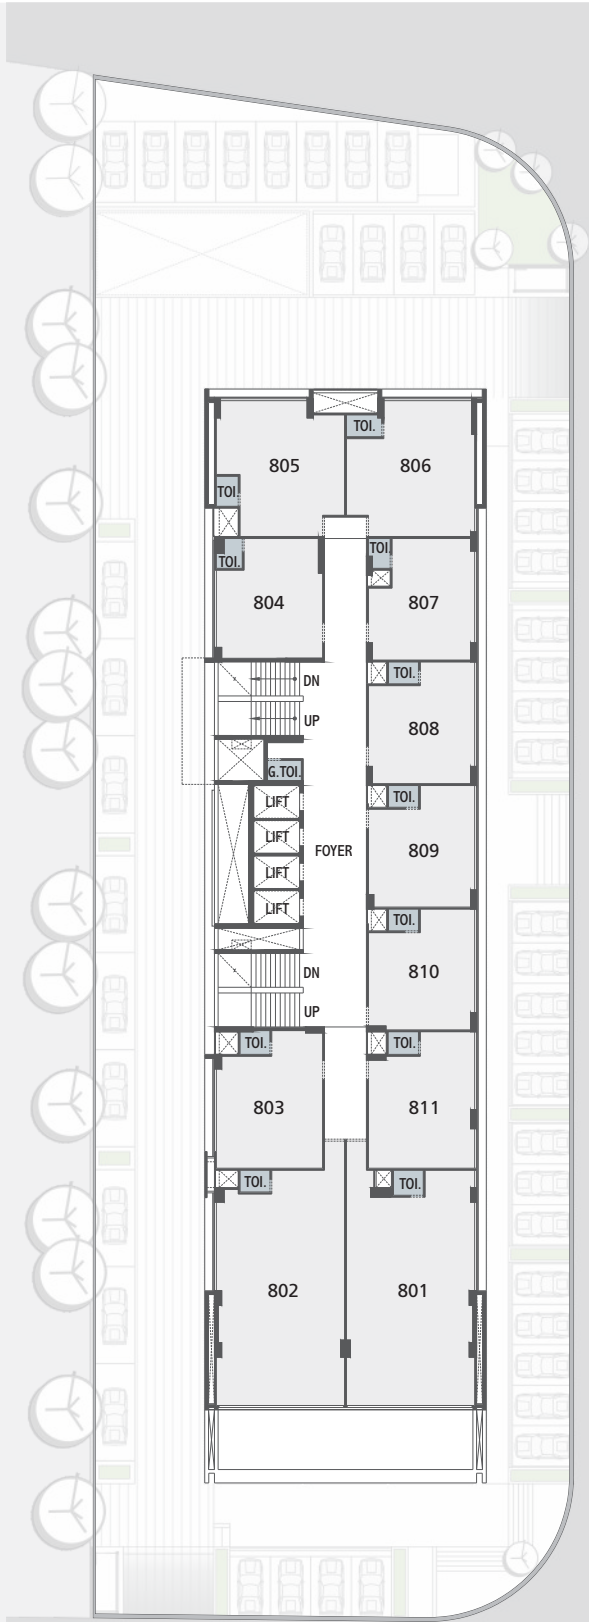 TOI.
805
806
TOI.
TOI.
TOI.
804
807
DN
TOI.
UP
808
G.TOI.
LIFT
TOI.
LIFT
FOYER
809
LIFT
LIFT
TOI.
DN
810
UP
TOI.
TOI.
803
811
TOI.
TOI.
802
801